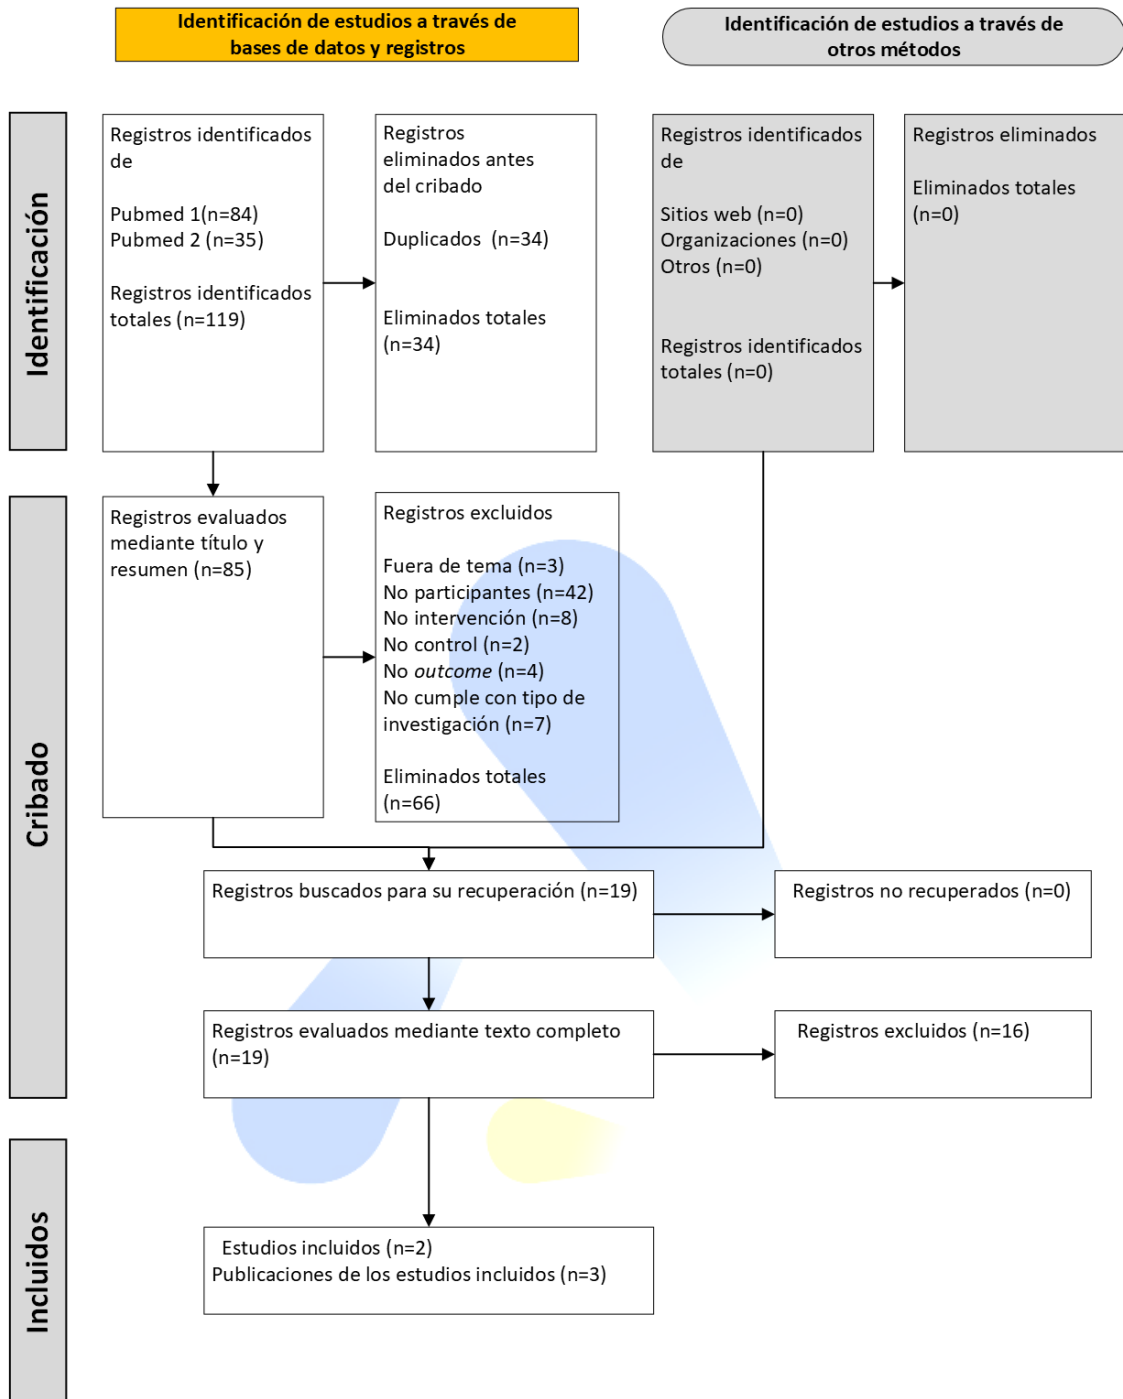 Identificación de estudios a través de
bases de datos y registros
Identificación de estudios a través de
otros métodos
Identificación
Registros identificados
de
Pubmed 1(n=84)
Pubmed 2 (n=35)
Registros identificados
totales (n=119)
Registros
eliminados antes
del cribado
Duplicados (n=34)
Eliminados totales
(n=34)
Registros identificados
de
Sitios web (n=0)
Organizaciones (n=0)
Otros (n=0)
Registros identificados
totales (n=0)
Registros eliminados
Eliminados totales
(n=0)
Cribado
Registros evaluados
mediante título y
resumen (n=85)
Registros excluidos
Fuera de tema (n=3)
No participantes (n=42)
No intervención (n=8)
No control (n=2)
No outcome (n=4)
No cumple con tipo de
investigación (n=7)
Eliminados totales
(n=66)
Registros buscados para su recuperación (n=19)
Registros no recuperados (n=0)
Registros evaluados mediante texto completo
(n=19)
Registros excluidos (n=16)
Incluidos
Estudios incluidos (n=2)
Publicaciones de los estudios incluidos (n=3)